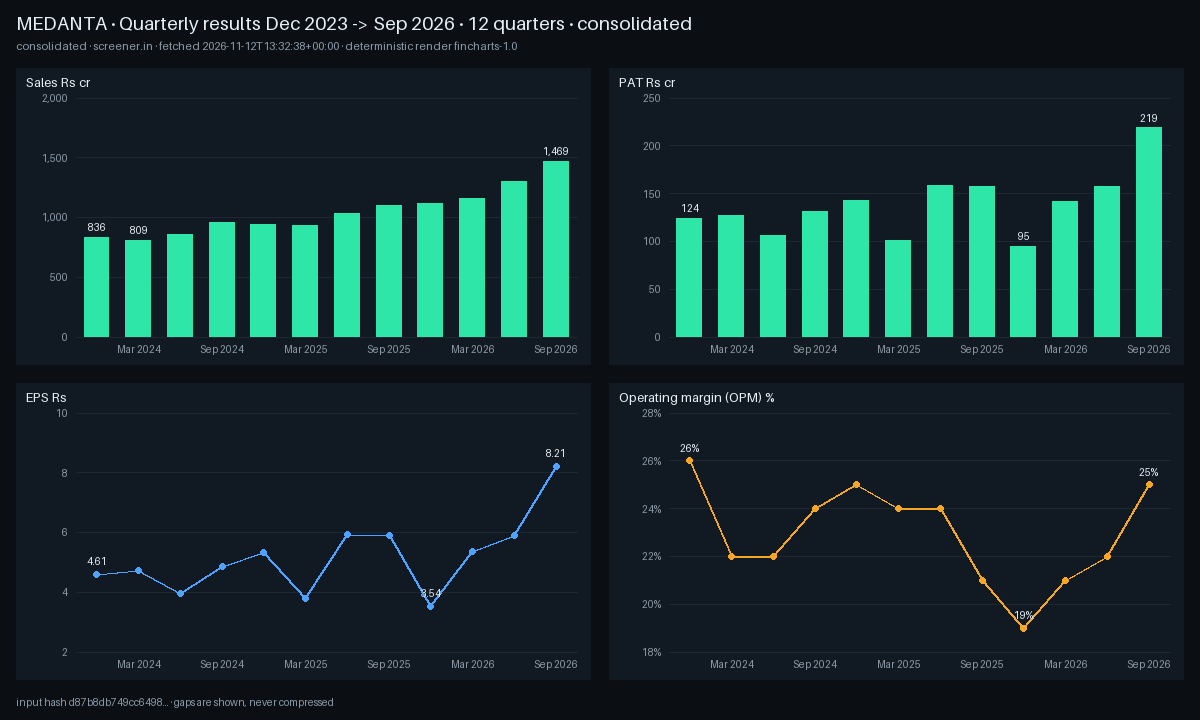 MEDANTA · Quarterly results Dec 2023 -> Sep 2026 · 12 quarters · consolidated
consolidated · screener.in · fetched 2026-11-12T13:32:38+00:00 · deterministic render fincharts-1.0
Sales Rs cr
2,000
1,500
1,000
500
0
836
809
1,469
Mar 2024
Sep 2024
Mar 2025
Sep 2025
Mar 2026
Sep 2026
PAT Rs cr
250
200
150
100
50
0
124
95
219
Mar 2024
Sep 2024
Mar 2025
Sep 2025
Mar 2026
Sep 2026
EPS Rs
10
8
6
4
2
4.61
3.54
8.21
Mar 2024
Sep 2024
Mar 2025
Sep 2025
Mar 2026
Sep 2026
Operating margin (OPM) %
28%
26%
24%
22%
20%
18%
26%
19%
25%
Mar 2024
Sep 2024
Mar 2025
Sep 2025
Mar 2026
Sep 2026
input hash d87b8db749cc6498… · gaps are shown, never compressed